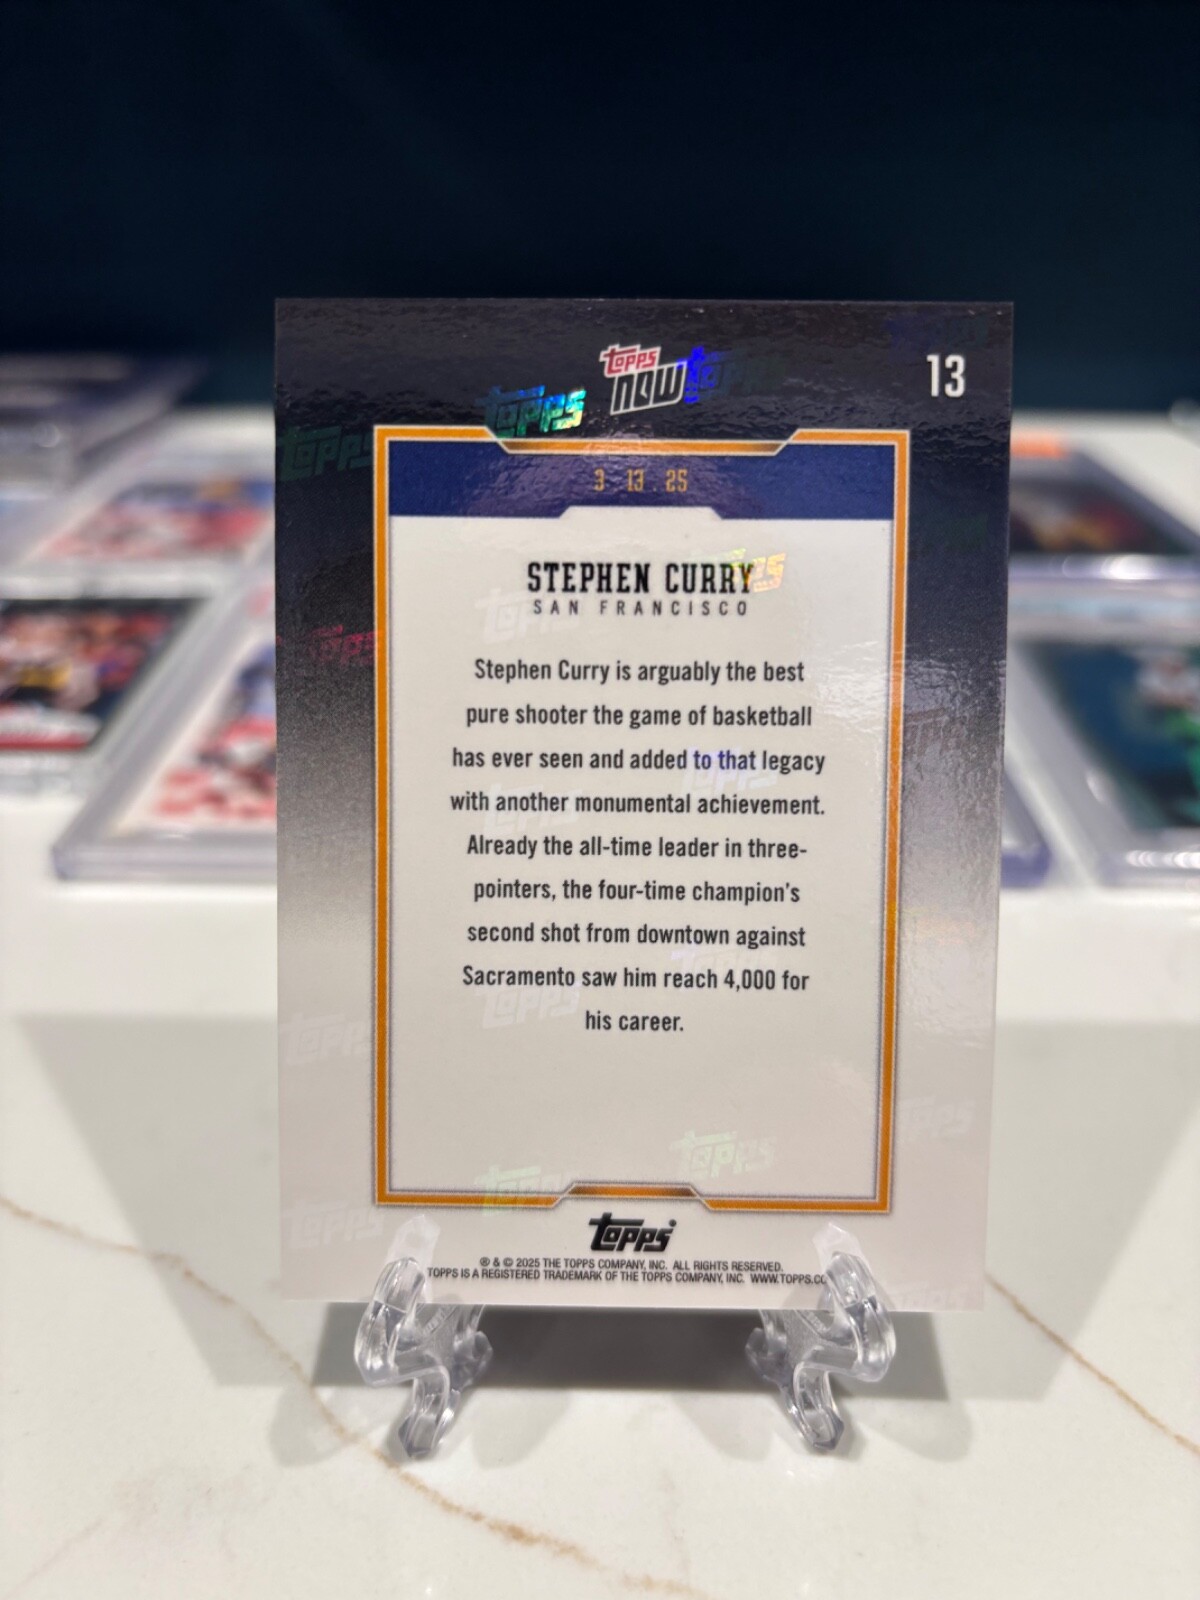 topps
now
13
3 13 25
STEPHEN CURRY
SAN FRANCISCO
Stephen Curry is arguably the best
pure shooter the game of basketball
has ever seen and added to that legacy
with another monumental achievement.
Already the all-time leader in three-
pointers, the four-time champion's
second shot from downtown against
Sacramento saw him reach 4,000 for
his career.
topps
® & © 2025 THE TOPPS COMPANY, INC. ALL RIGHTS RESERVED.
TOPPS IS A REGISTERED TRADEMARK OF THE TOPPS COMPANY, INC. WWW.TOPPS.CO